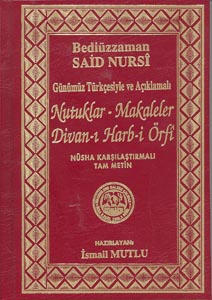 Bediüzzaman
SAİD NURSÎ
Günümüz Türkçesiyle ve Açıklamalı
Nutuklar - Makaleler
Divan-ı Harb-i Örfî
NÜSHA KARŞILAŞTIRMALI
TAM METİN
HAZIRLAYAN:
İsmail MUTLU